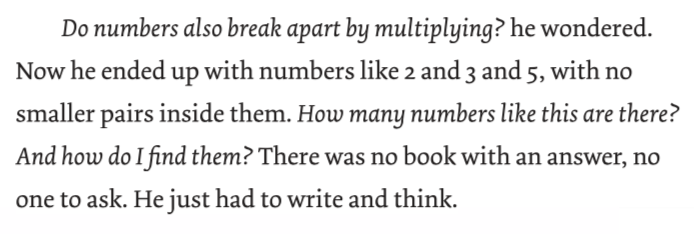 Do numbers also break apart by multiplying? he wondered.
Now he ended up with numbers like 2 and 3 and 5, with no
smaller pairs inside them. How many numbers like this are there?
And how do I find them? There was no book with an answer, no
one to ask. He just had to write and think.